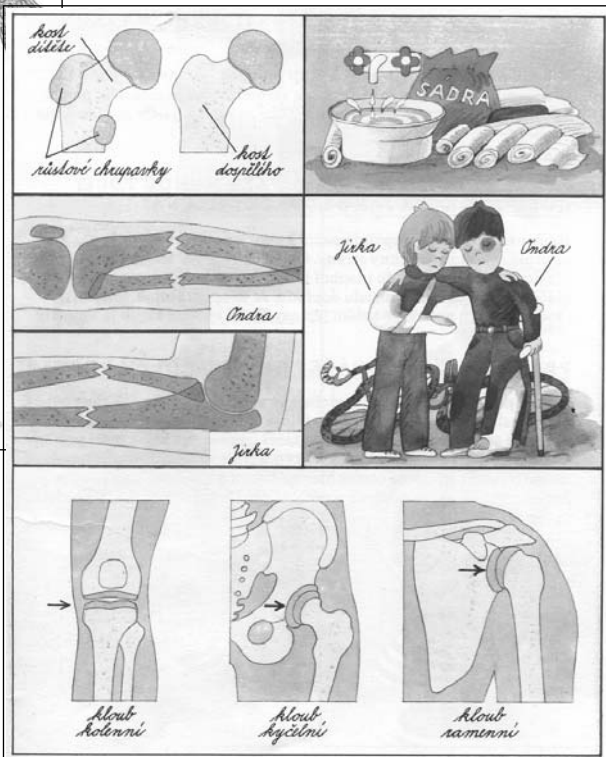 kost
dítěte
růstové chrupavky
kost
dospělého
SÁDRA
Ondra
Jirka
Jirka
Ondra
kloub
kolenní
kloub
kyčelní
kloub
ramenní